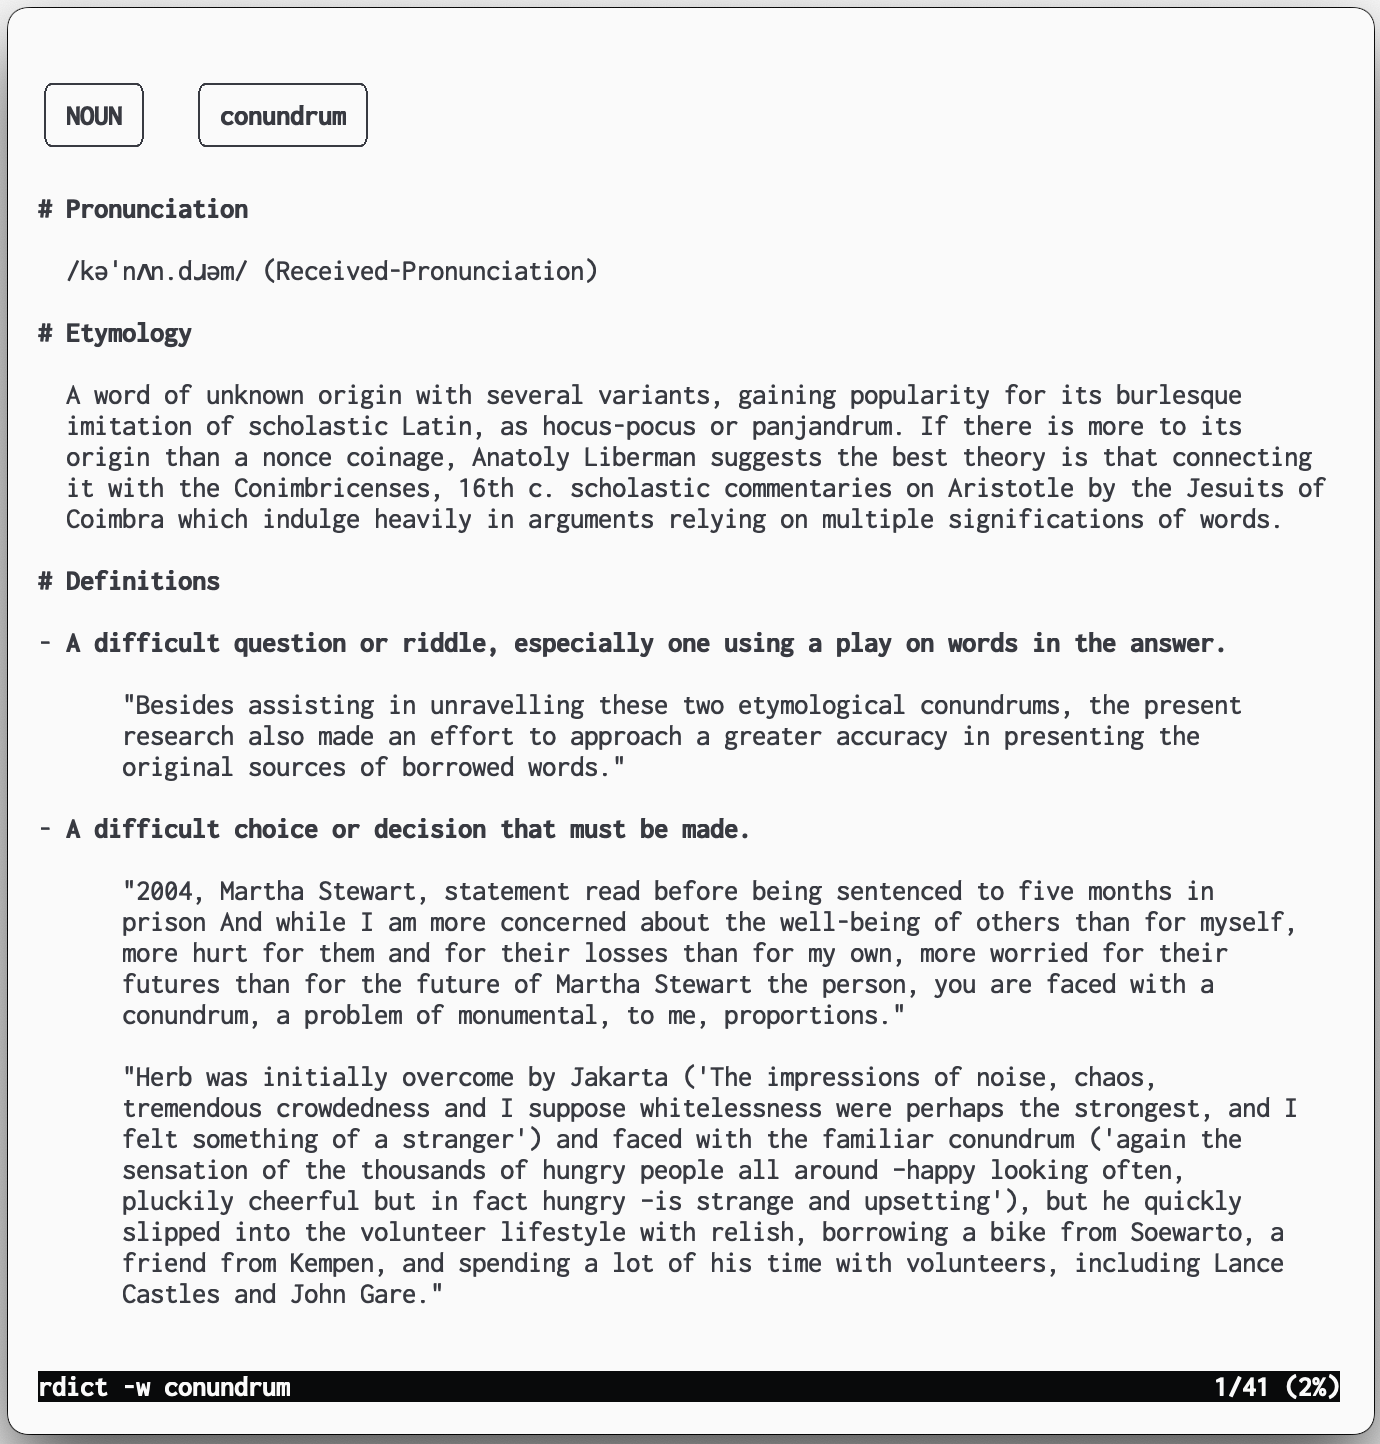 NOUN conundrum
# Pronunciation
/kəˈnʌn.dɹəm/ (Received-Pronunciation)
# Etymology
A word of unknown origin with several variants, gaining popularity for its burlesque
imitation of scholastic Latin, as hocus-pocus or panjandrum. If there is more to its
origin than a nonce coinage, Anatoly Liberman suggests the best theory is that connecting
it with the Conimbricenses, 16th c. scholastic commentaries on Aristotle by the Jesuits of
Coimbra which indulge heavily in arguments relying on multiple significations of words.
# Definitions
- A difficult question or riddle, especially one using a play on words in the answer.
"Besides assisting in unravelling these two etymological conundrums, the present
research also made an effort to approach a greater accuracy in presenting the
original sources of borrowed words."
- A difficult choice or decision that must be made.
"2004, Martha Stewart, statement read before being sentenced to five months in
prison And while I am more concerned about the well-being of others than for myself,
more hurt for them and for their losses than for my own, more worried for their
futures than for the future of Martha Stewart the person, you are faced with a
conundrum, a problem of monumental, to me, proportions."
"Herb was initially overcome by Jakarta ('The impressions of noise, chaos,
tremendous crowdedness and I suppose whitelessness were perhaps the strongest, and I
felt something of a stranger') and faced with the familiar conundrum ('again the
sensation of the thousands of hungry people all around –happy looking often,
pluckily cheerful but in fact hungry –is strange and upsetting'), but he quickly
slipped into the volunteer lifestyle with relish, borrowing a bike from Soewarto, a
friend from Kempen, and spending a lot of his time with volunteers, including Lance
Castles and John Gare."
rdict -w conundrum 1/41 (2%)